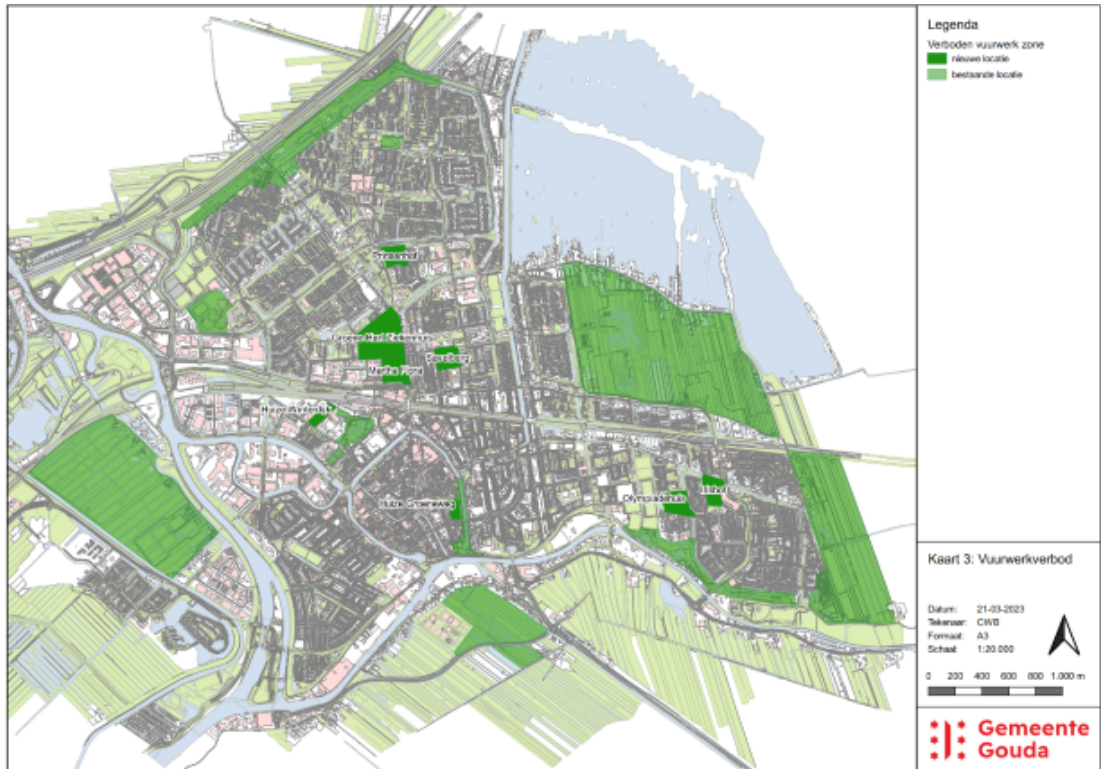 Legenda
Verboden vuurwerk zone
nieuwe locatie
bestaande locatie
Prinsenhof
Groene Hart Ziekenhuis
Savelberg
Martha Flora
Huize Winterdijk
Huize Groeneweg
Olympiadehuis
Irishof
Kaart 3: Vuurwerkverbod
Datum: 21-03-2023
Tekenaar: CWB
Formaat: A3
Schaal: 1:20.000
0 200 400 600 800 1.000 m
Gemeente
Gouda